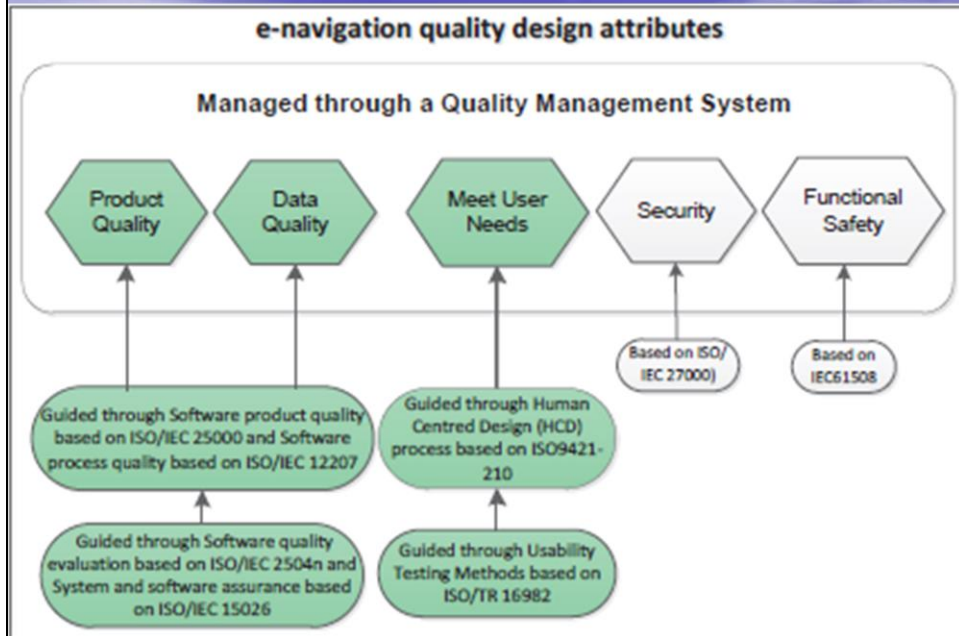 e-navigation quality design attributes
Managed through a Quality Management System
Product
Quality
Data
Quality
Meet User
Needs
Security
Functional
Safety
Based on ISO/
IEC 27000)
Based on
IEC61508
Guided through Software product quality
based on ISO/IEC 25000 and Software
process quality based on ISO/IEC 12207
Guided through Human
Centred Design (HCD)
process based on ISO9421-
210
Guided through Software quality
evaluation based on ISO/IEC 2504n and
System and software assurance based
on ISO/IEC 15026
Guided through Usability
Testing Methods based on
ISO/TR 16982